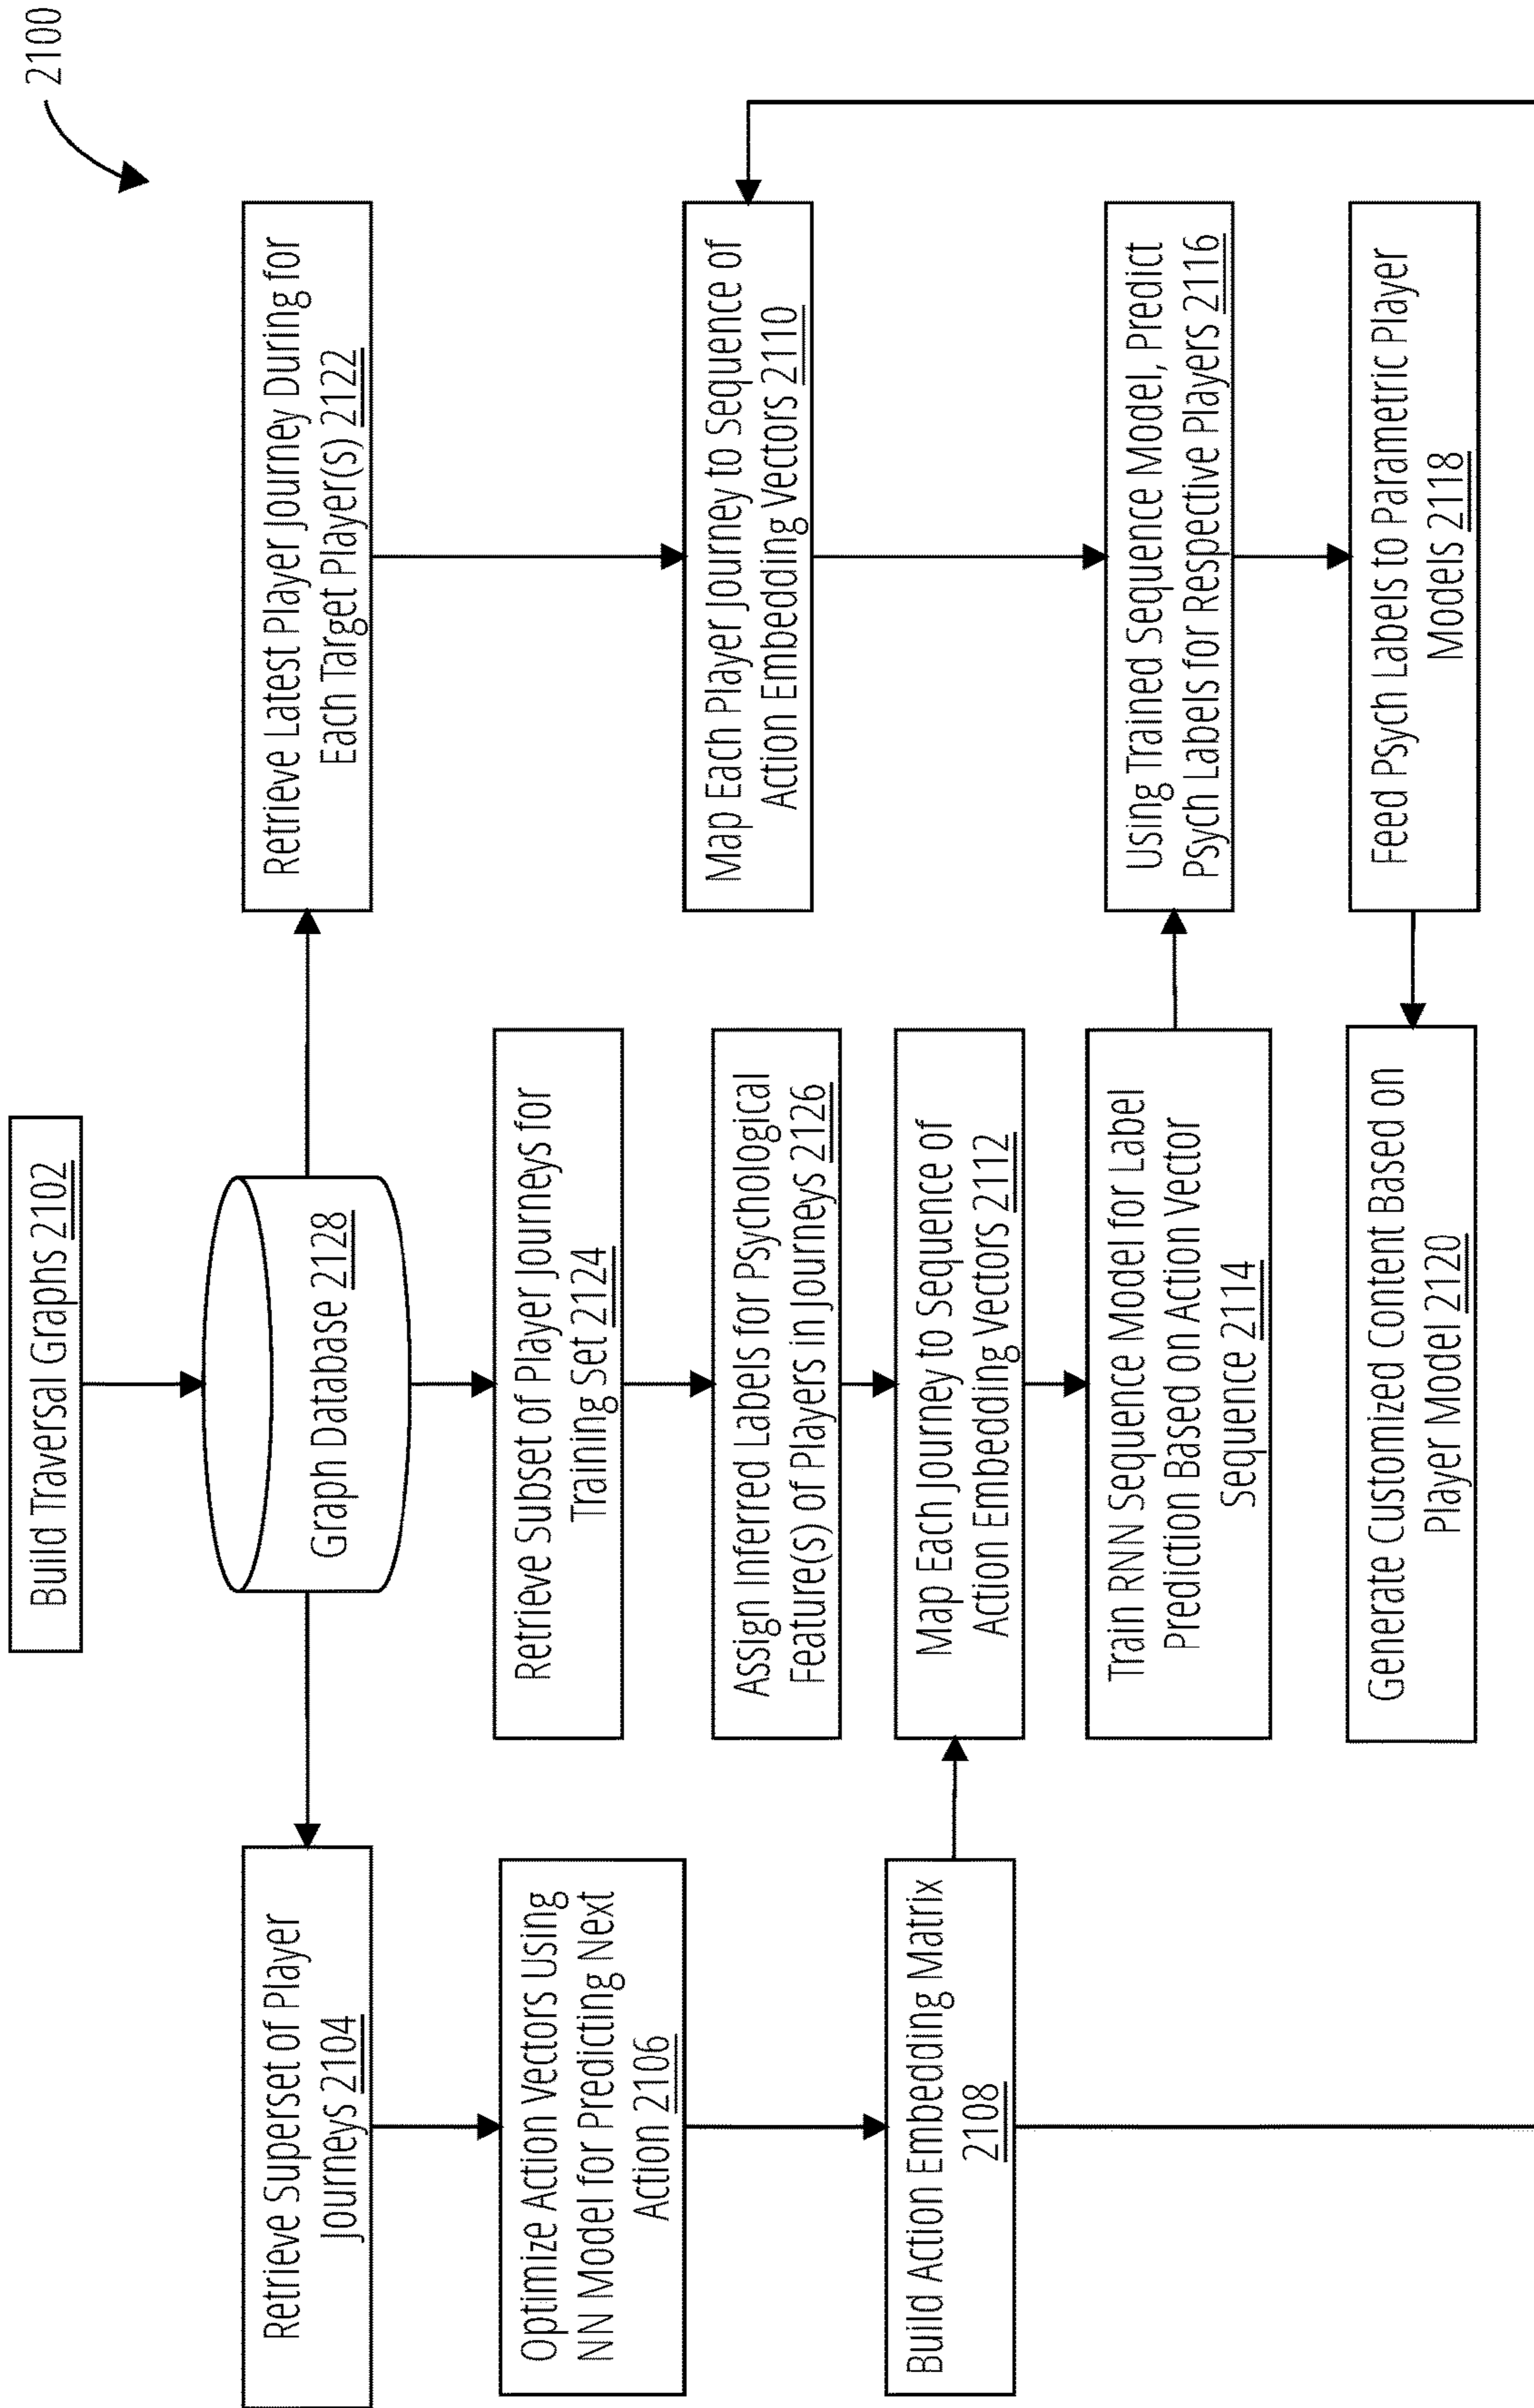 2100
Build Traversal Graphs 2102
Graph Database 2128
Retrieve Superset of Player
Journeys 2104
Optimize Action Vectors Using
NN Model for Predicting Next
Action 2106
Build Action Embedding Matrix
2108
Retrieve Subset of Player Journeys for
Training Set 2124
Assign Inferred Labels for Psychological
Feature(s) of Players in Journeys 2126
Map Each Journey to Sequence of
Action Embedding Vectors 2112
Train RNN Sequence Model for Label
Prediction Based on Action Vector
Sequence 2114
Retrieve Latest Player Journey During for
Each Target Player(s) 2122
Map Each Player Journey to Sequence of
Action Embedding Vectors 2110
Using Trained Sequence Model, Predict
PSych Labels for Respective Players 2116
Feed PSych Labels to Parametric Player
Models 2118
Generate Customized Content Based on
Player Model 2120